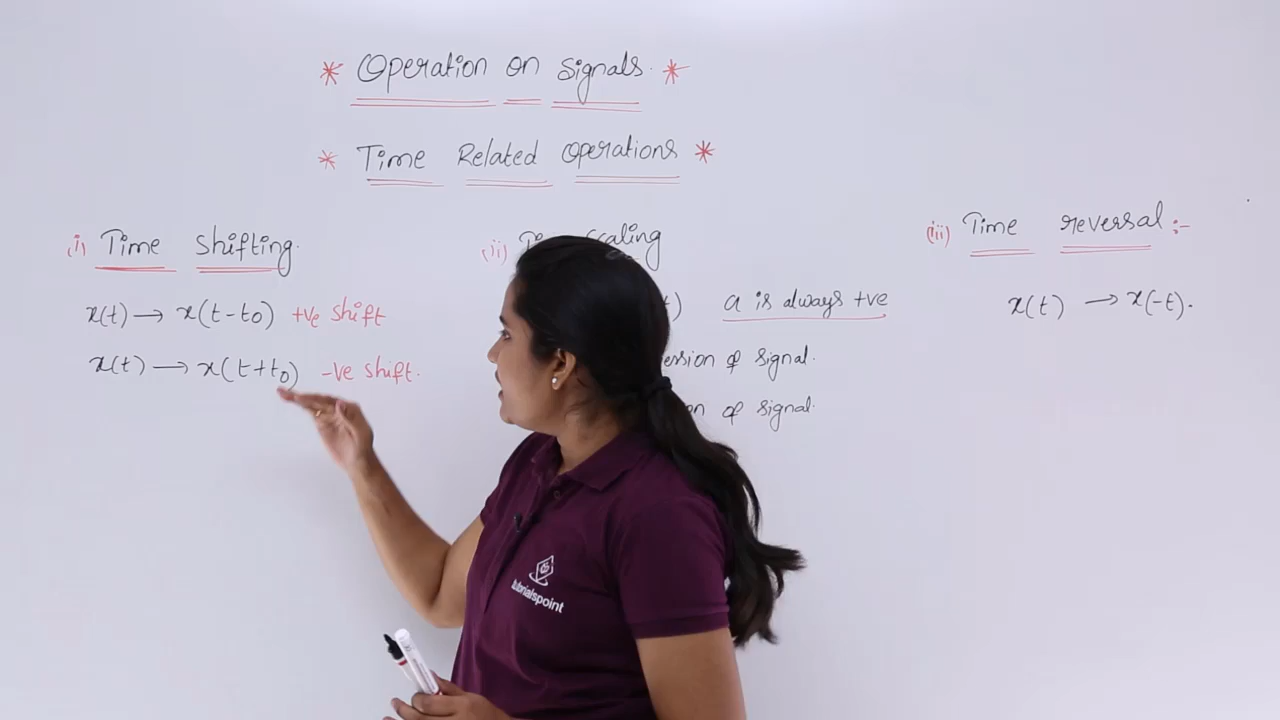 * Operation on signals. *
* Time Related Operations *
(i) Time shifting.
x(t) → x(t-t0) +ve shift
x(t) → x(t+t0) -ve shift.
(ii) scaling
) a is always +ve
of signal.
of signal.
(iii) Time reversal :-
x(t) → x(-t).
tutorialspoint